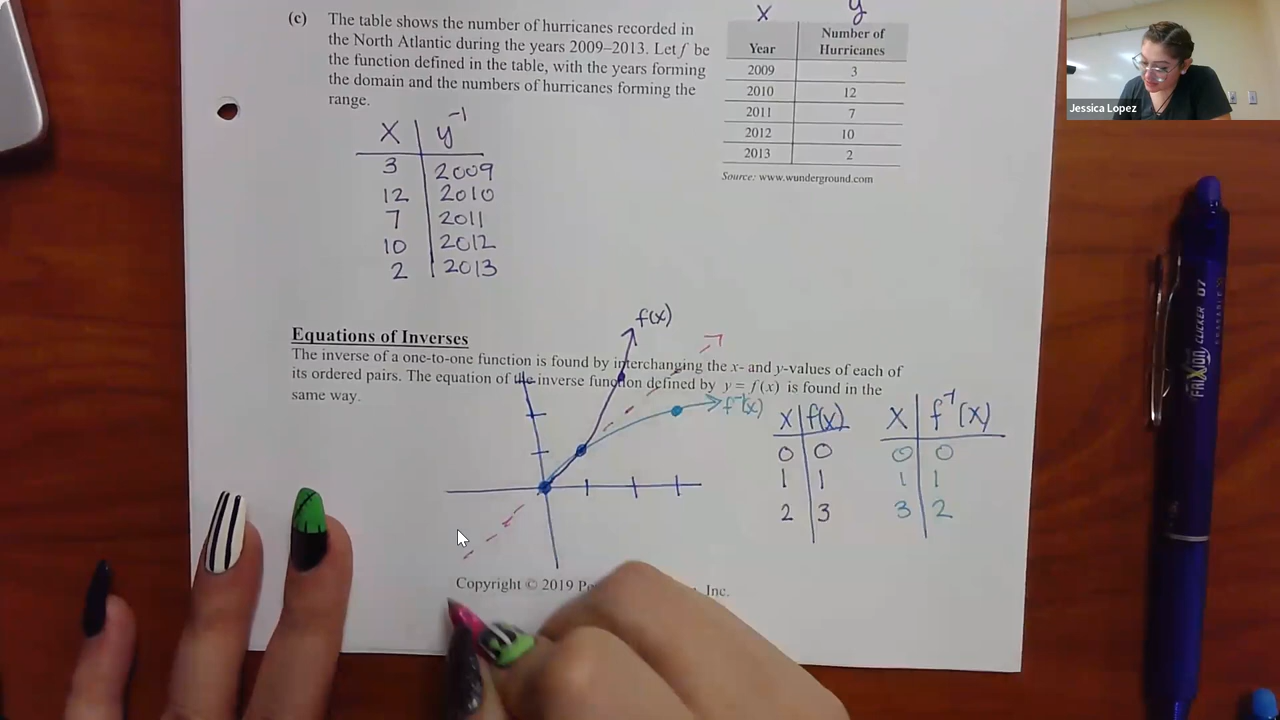 (c) The table shows the number of hurricanes recorded in
the North Atlantic during the years 2009–2013. Let f be
the function defined in the table, with the years forming
the domain and the numbers of hurricanes forming the
range.
x y
Year Number of Hurricanes
2009 3
2010 12
2011 7
2012 10
2013 2
Source: www.wunderground.com
Jessica Lopez
X y⁻¹
3 2009
12 2010
7 2011
10 2012
2 2013
f(x)
Equations of Inverses
The inverse of a one-to-one function is found by interchanging the x- and y-values of each of
its ordered pairs. The equation of the inverse function defined by y = f(x) is found in the
same way.
f⁻¹(x)
X f(x)
0 0
1 1
2 3
X f⁻¹(x)
0 0
1 1
3 2
Copyright © 2019 Inc.
FRIXION CLICKER 07
ERASABLE